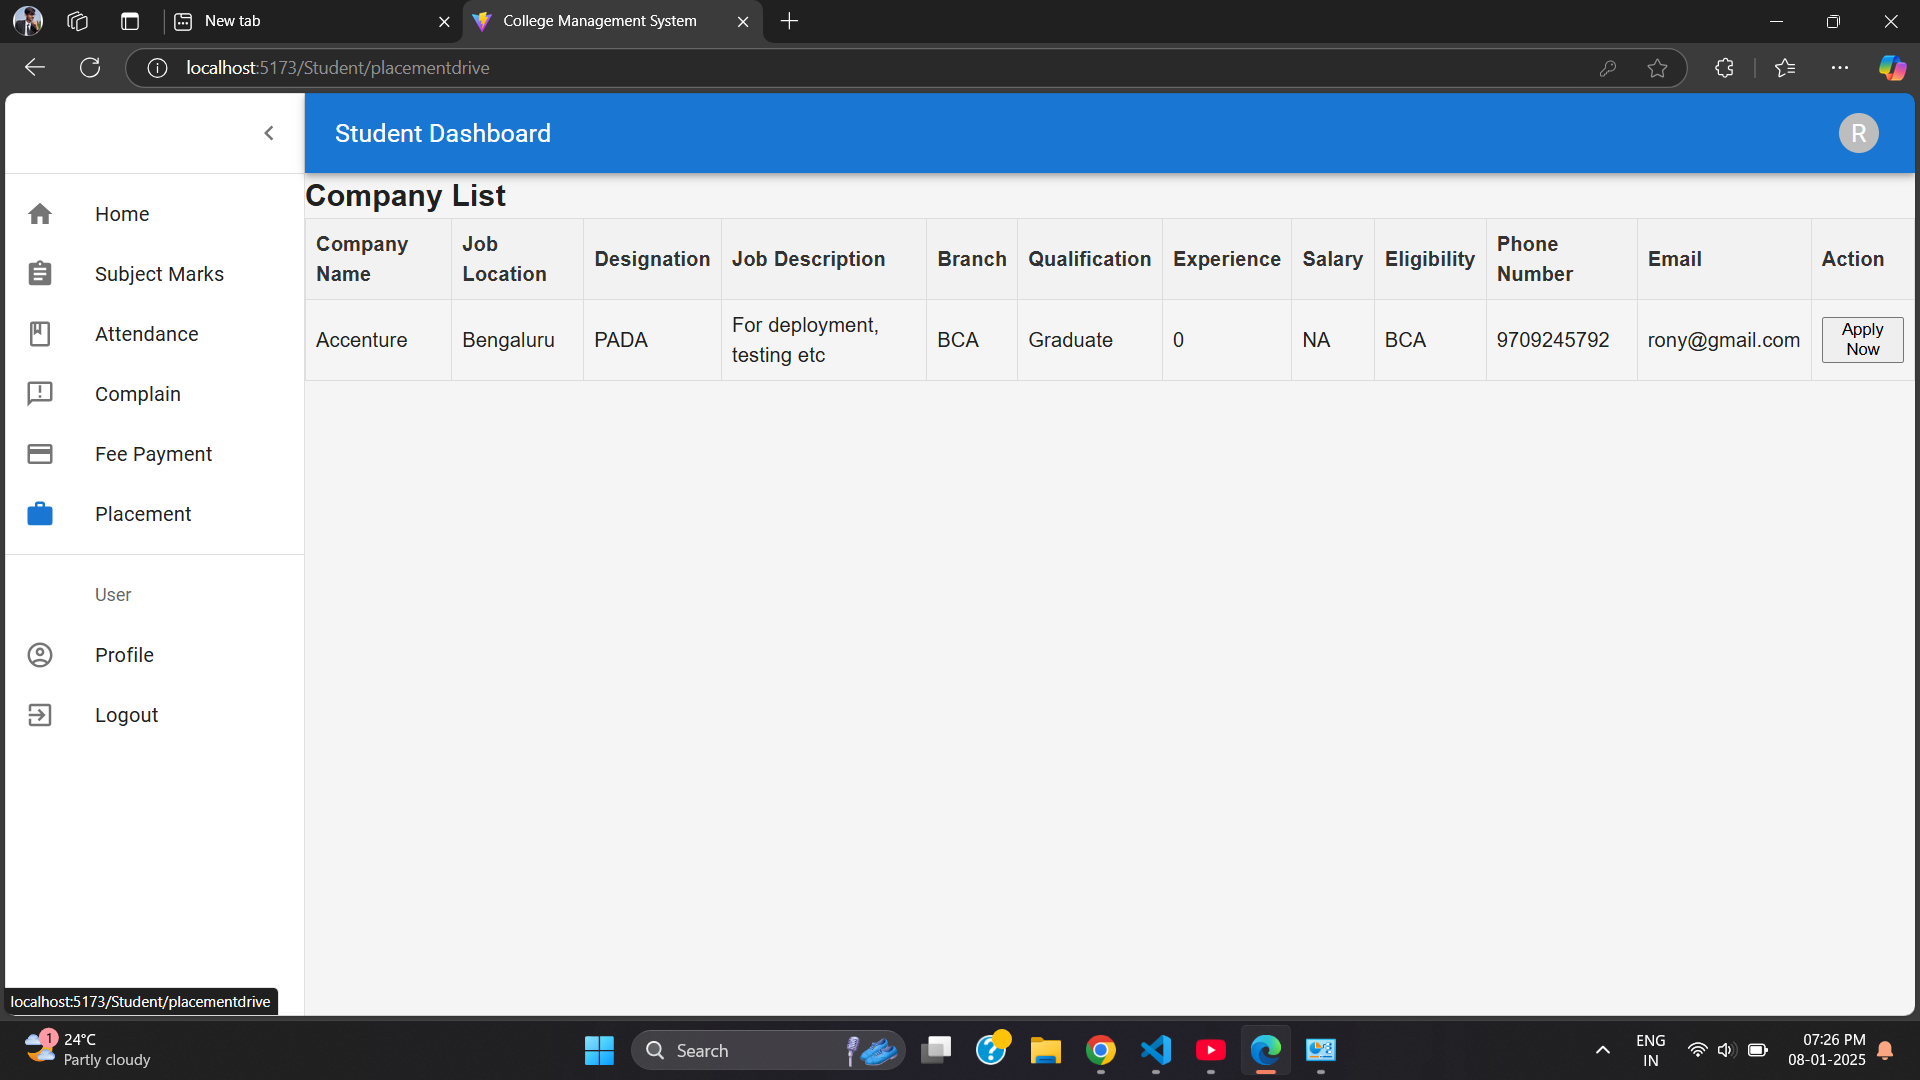 New tab
College Management System
localhost:5173/Student/placementdrive
Student Dashboard
R
Home
Subject Marks
Attendance
Complain
Fee Payment
Placement
User
Profile
Logout
Company List
Company Name
Job Location
Designation
Job Description
Branch
Qualification
Experience
Salary
Eligibility
Phone Number
Email
Action
Accenture
Bengaluru
PADA
For deployment, testing etc
BCA
Graduate
0
NA
BCA
9709245792
rony@gmail.com
Apply Now
localhost:5173/Student/placementdrive
1
24°C
Partly cloudy
Search
ENG
IN
07:26 PM
08-01-2025